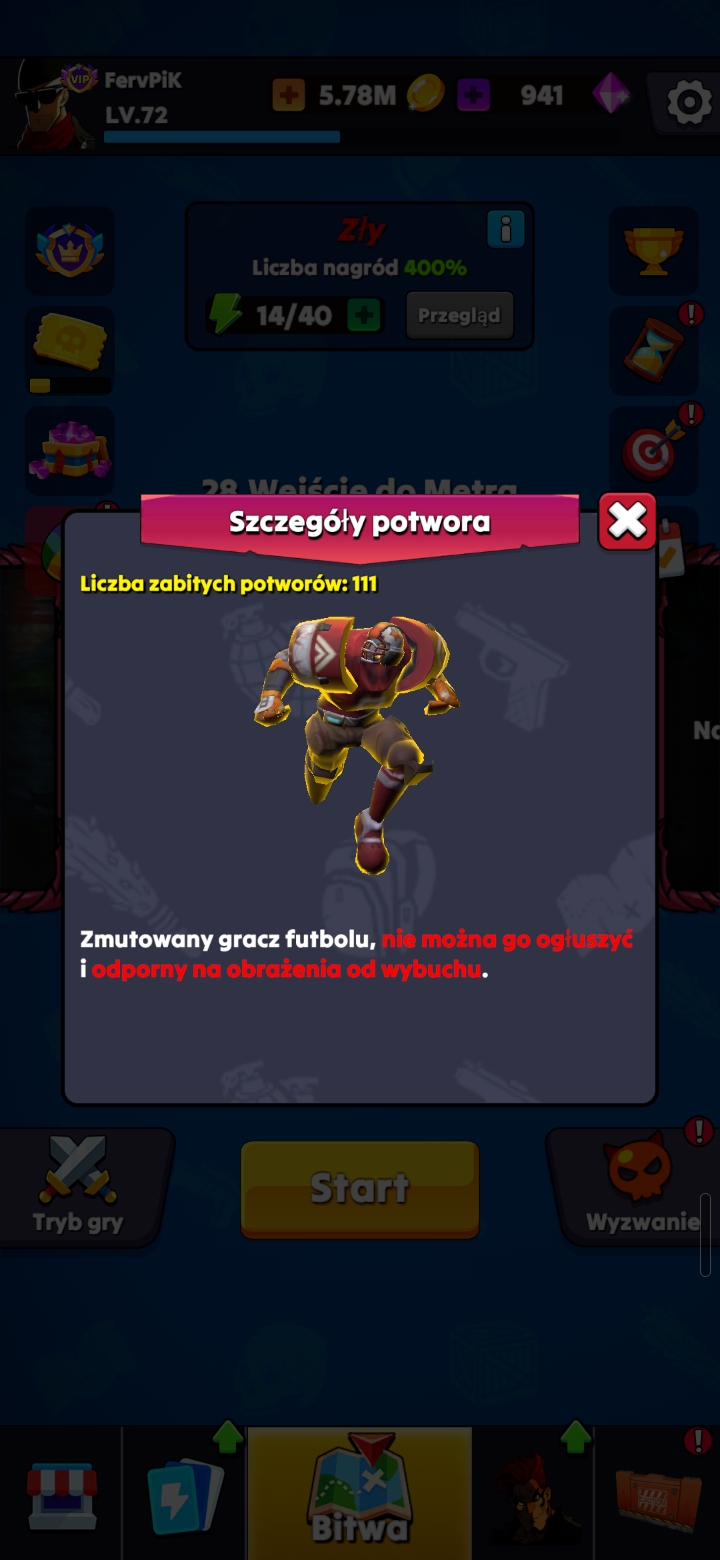 VIP
FervPiK
LV.72
5.78M
941
Zły
Liczba nagród 400%
14/40
Przegląd
28 Wejście do Metra
Szczegóły potwora
Liczba zabitych potworów: 111
Zmutowany gracz futbolu, nie można go ogłuszyć
i odporny na obrażenia od wybuchu.
Tryb gry
Start
Wyzwanie
Bitwa